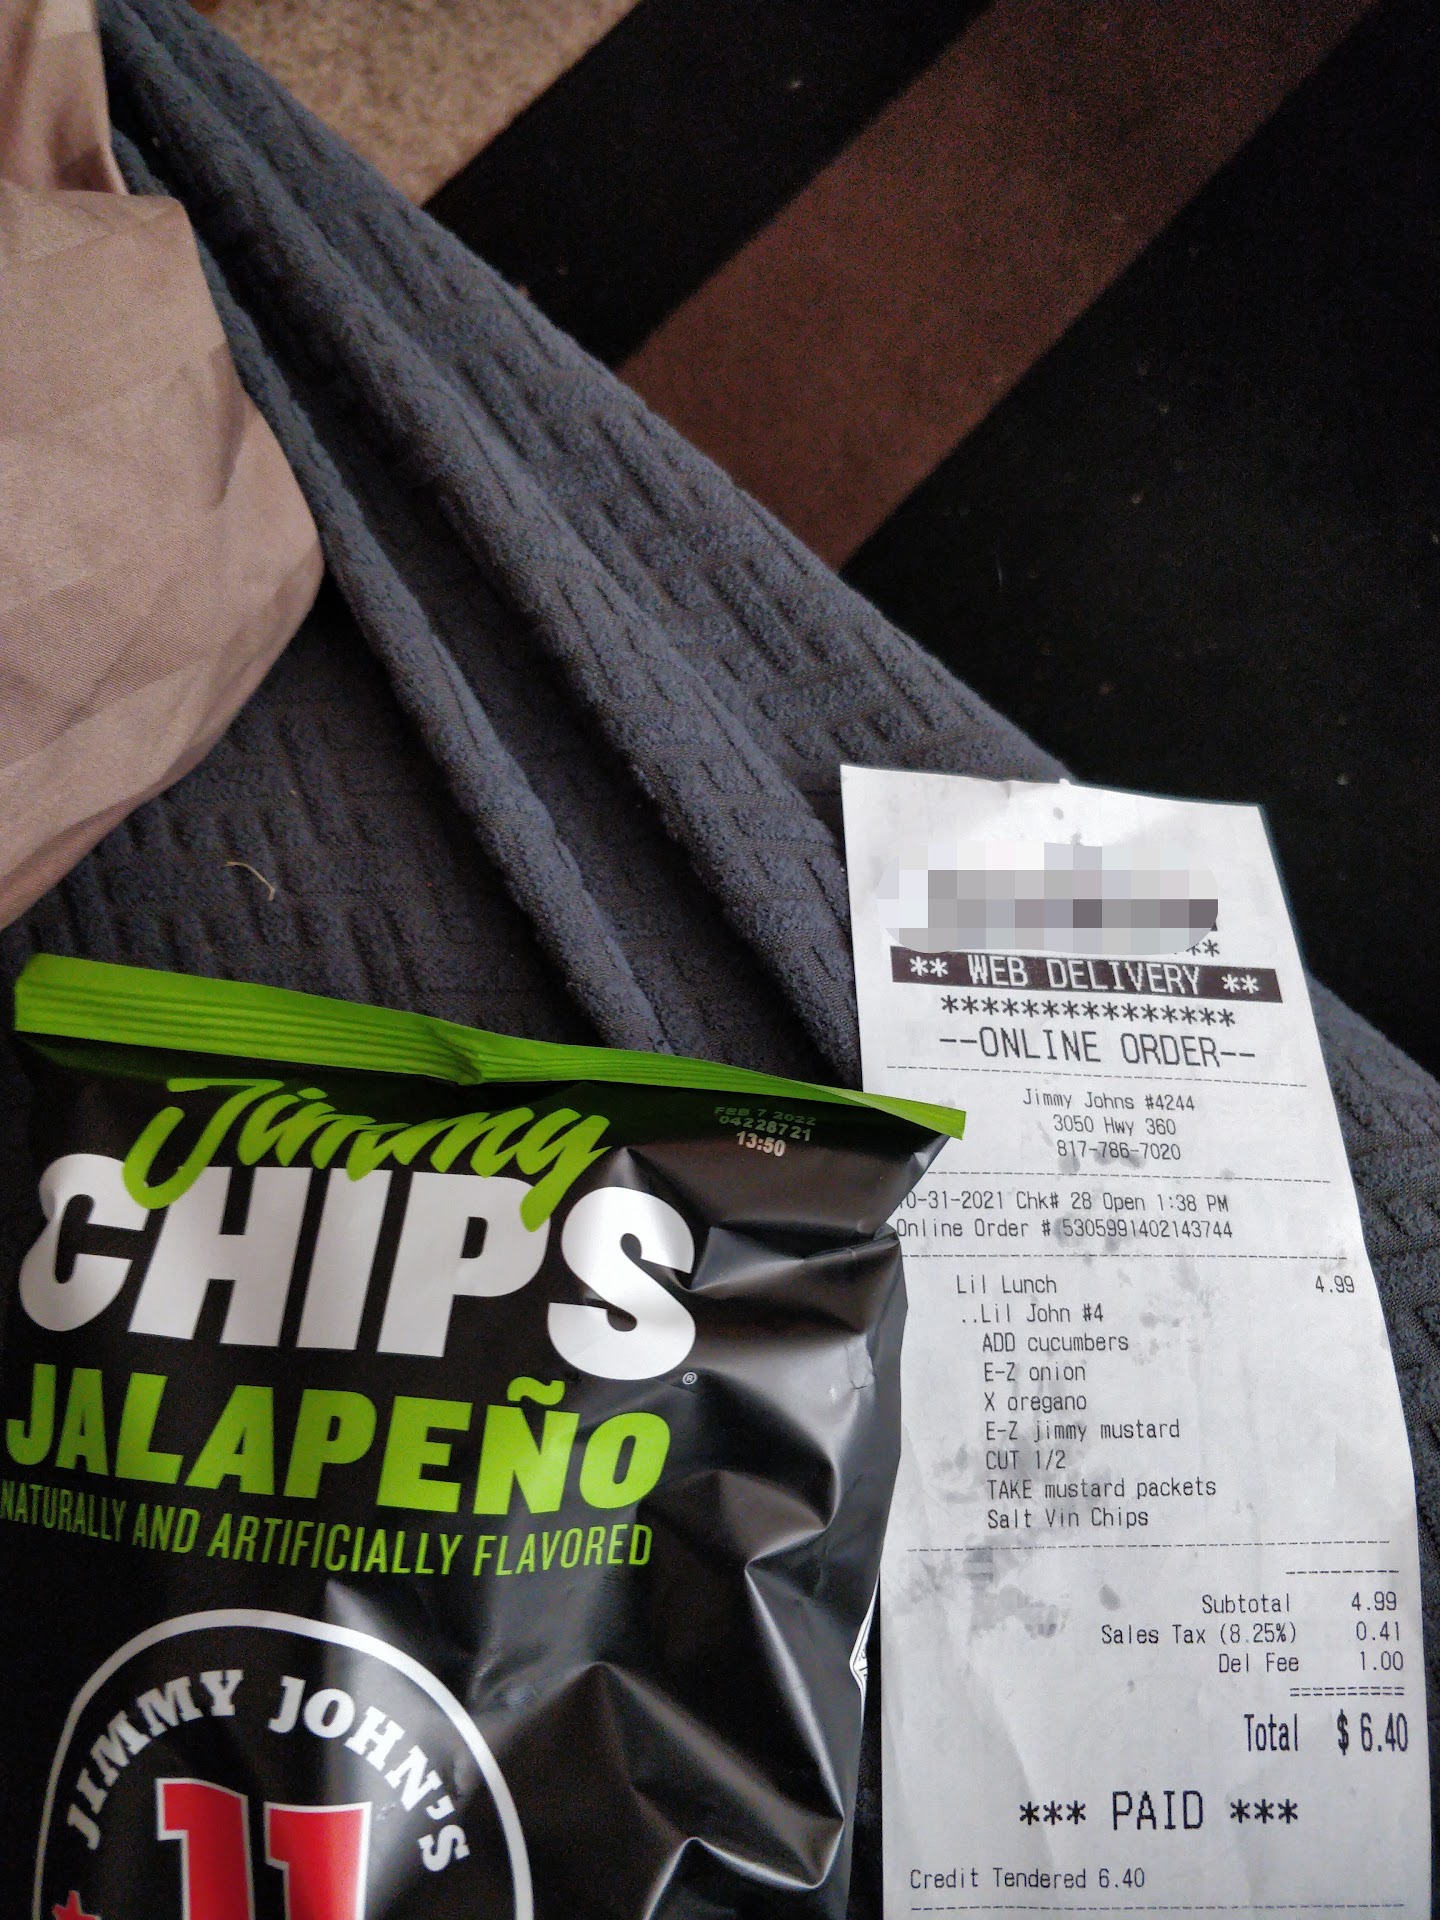 Jimmy
CHIPS®
JALAPEÑO
NATURALLY AND ARTIFICIALLY FLAVORED
FEB 7 2022
04226721
13:50
JIMMY JOHN'S
** WEB DELIVERY **
***************
--ONLINE ORDER--
Jimmy Johns #4244
3050 Hwy 360
817-786-7020
0-31-2021 Chk# 28 Open 1:38 PM
Online Order # 5305991402143744
Lil Lunch 4.99
..Lil John #4
ADD cucumbers
E-Z onion
X oregano
E-Z jimmy mustard
CUT 1/2
TAKE mustard packets
Salt Vin Chips
Subtotal 4.99
Sales Tax (8.25%) 0.41
Del Fee 1.00
==========
Total $ 6.40
*** PAID ***
Credit Tendered 6.40